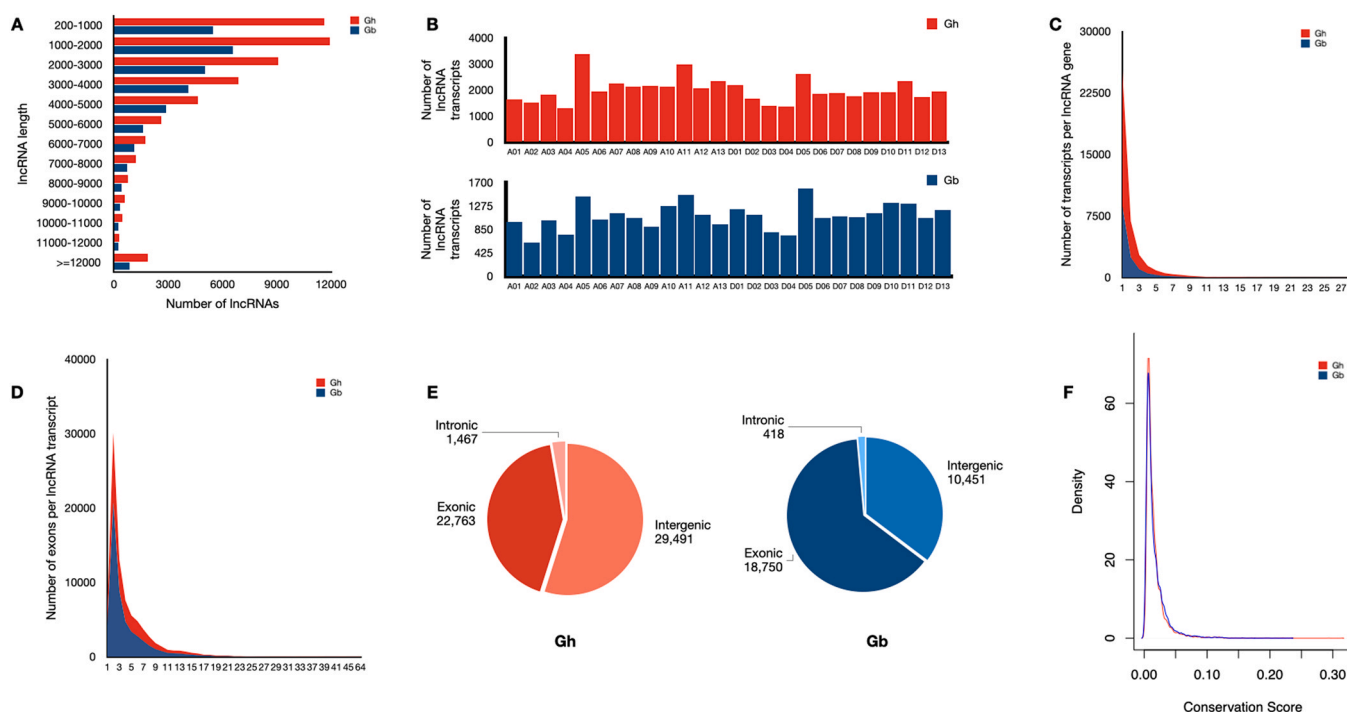 A
200-1000
1000-2000
2000-3000
3000-4000
4000-5000
5000-6000
6000-7000
7000-8000
8000-9000
9000-10000
10000-11000
11000-12000
>=12000
lncRNA length
0 3000 6000 9000 12000
Number of lncRNAs
Gh
Gb
B
Gh
Number of
lncRNA
transcripts
4000
3000
2000
1000
0
A01 A02 A03 A04 A05 A06 A07 A08 A09 A10 A11 A12 A13 D01 D02 D03 D04 D05 D06 D07 D08 D09 D10 D11 D12 D13
Gb
Number of
lncRNA
transcripts
1700
1275
850
425
0
A01 A02 A03 A04 A05 A06 A07 A08 A09 A10 A11 A12 A13 D01 D02 D03 D04 D05 D06 D07 D08 D09 D10 D11 D12 D13
C
Number of transcripts per lncRNA gene
30000
22500
15000
7500
0
1 3 5 7 9 11 13 15 17 19 21 23 25 27
Gh
Gb
D
Number of exons per lncRNA transcript
40000
30000
20000
10000
0
1 3 5 7 9 11 13 15 17 19 21 23 25 27 29 31 33 37 39 41 45 64
Gh
Gb
E
Intronic
1,467
Exonic
22,763
Intergenic
29,491
Gh
Intronic
418
Intergenic
10,451
Exonic
18,750
Gb
F
Gh
Gb
Density
60
40
20
0
0.00 0.10 0.20 0.30
Conservation Score